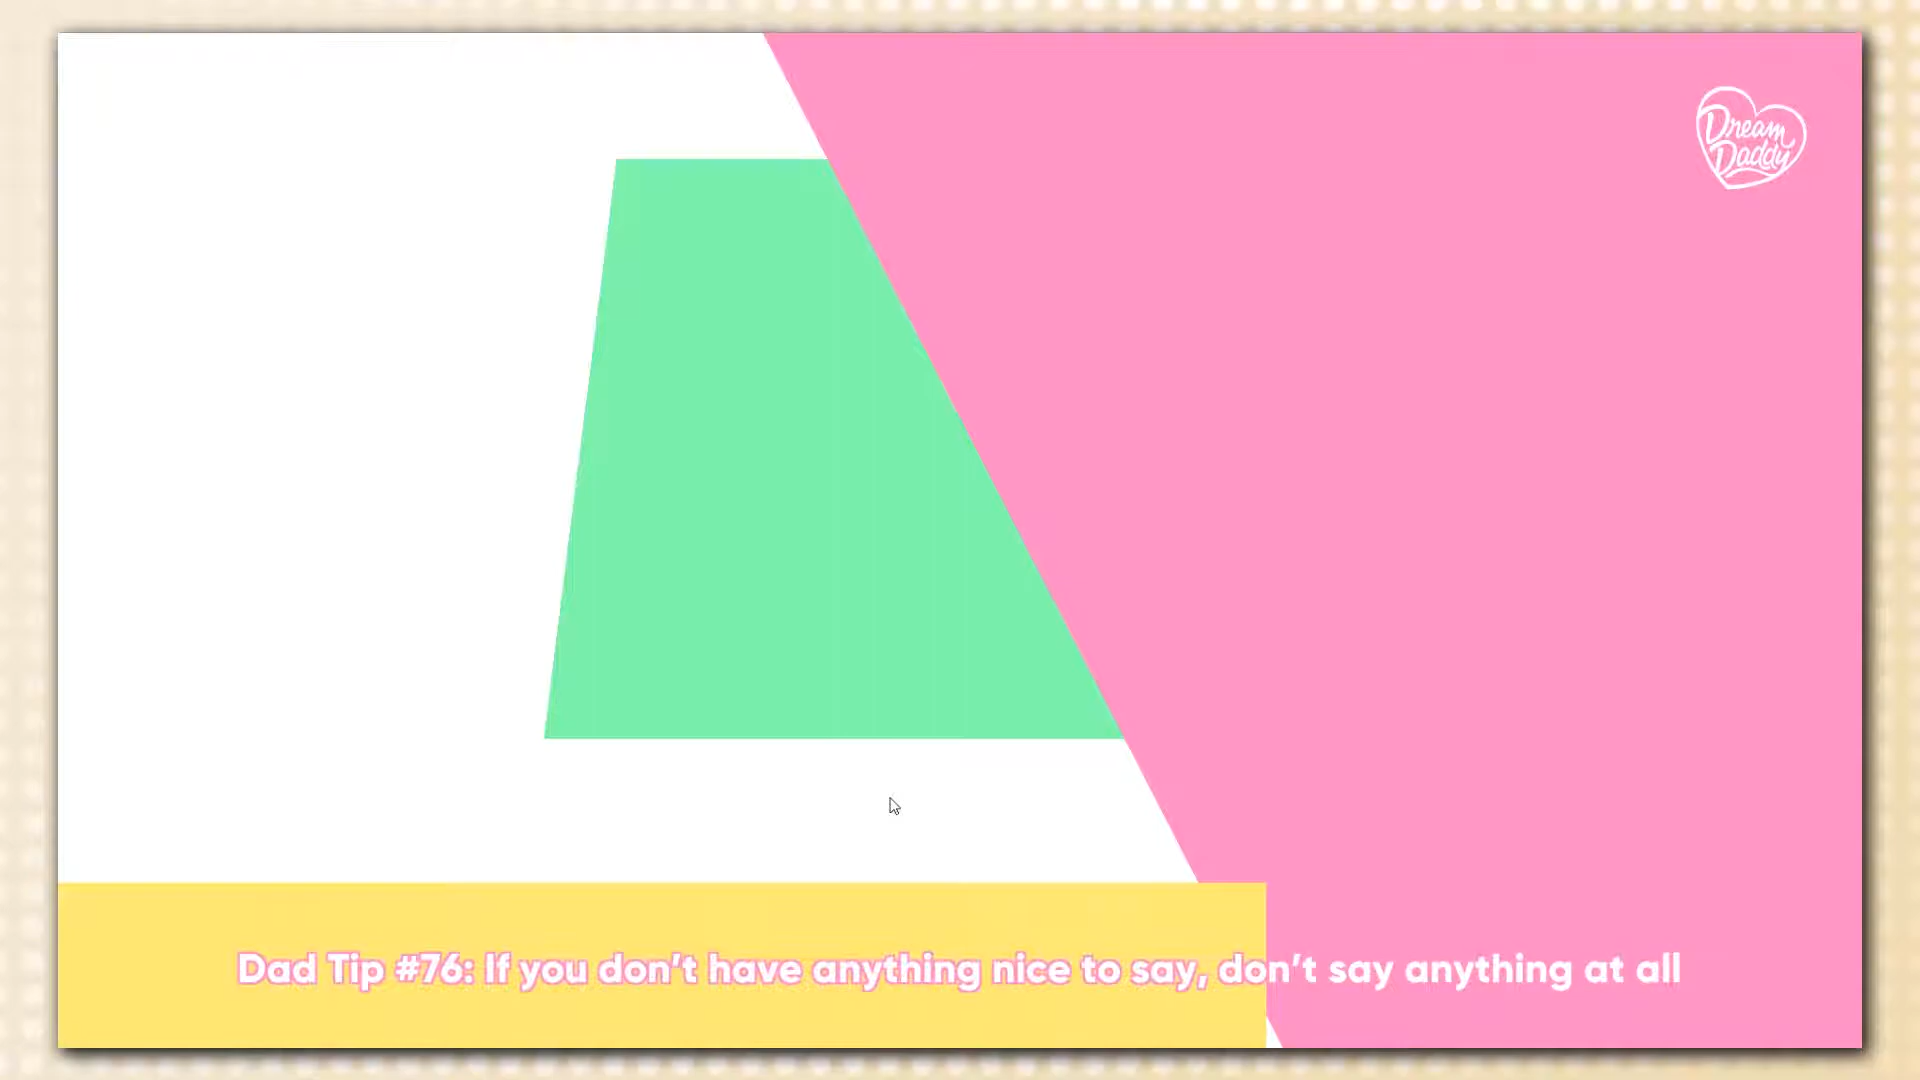 Dream
Daddy
Dad Tip #76: If you don’t have anything nice to say, don’t say anything at all